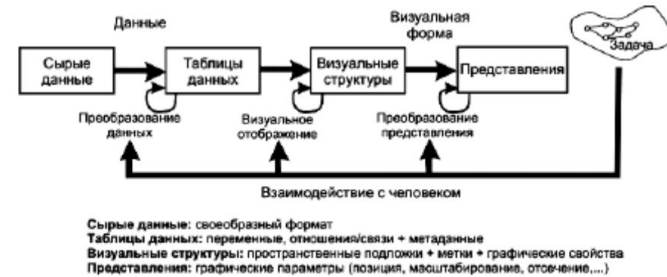 Данные
Визуальная
форма
Задача
Сырые
данные
Таблицы
данных
Визуальные
структуры
Представления
Преобразование
данных
Визуальное
отображение
Преобразование
представления
Взаимодействие с человеком
Сырые данные: своеобразный формат
Таблицы данных: переменные, отношения/связи + метаданные
Визуальные структуры: пространственные подложки + метки + графические свойства
Представления: графические параметры (позиция, масштабирование, отсечение,...)